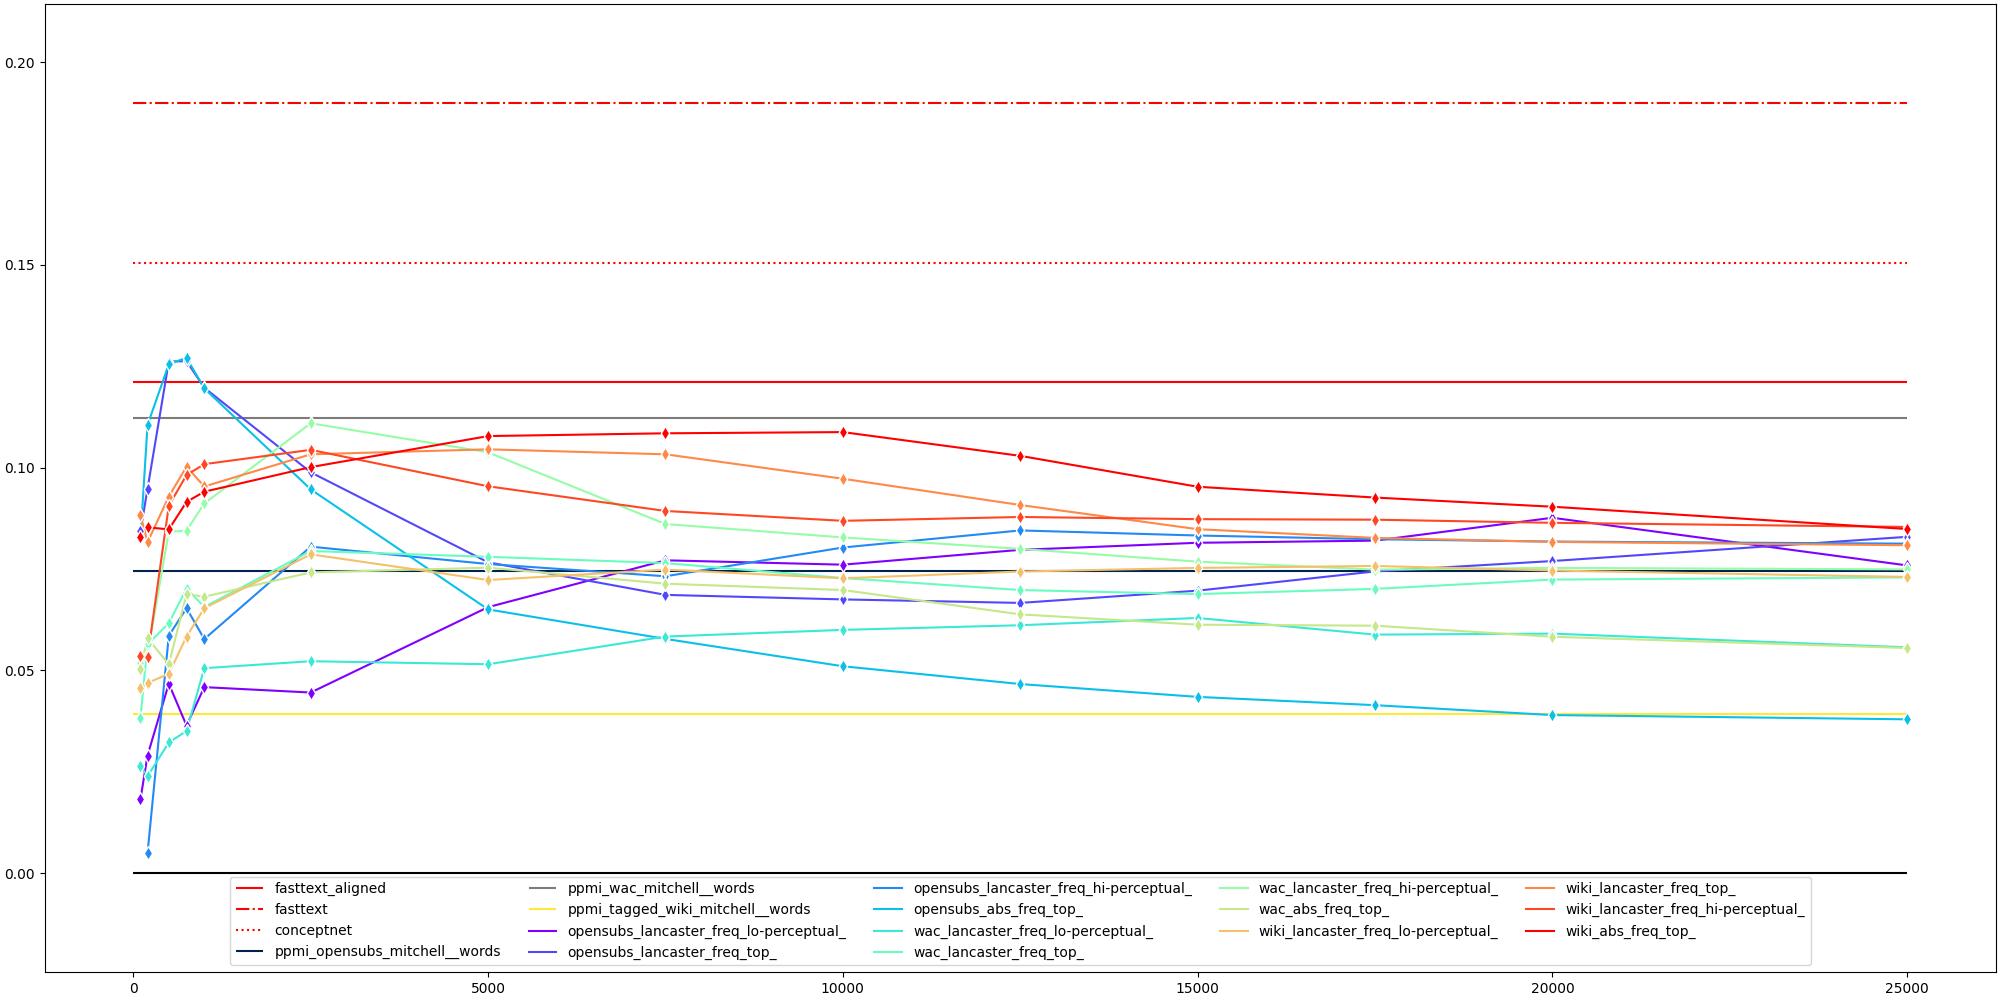 0.20
0.15
0.10
0.05
0.00
fasttext_aligned
fasttext
conceptnet
ppmi_opensubs_mitchell__words
ppmi_wac_mitchell__words
ppmi_tagged_wiki_mitchell__words
opensubs_lancaster_freq_lo-perceptual_
opensubs_lancaster_freq_top_
opensubs_lancaster_freq_hi-perceptual_
opensubs_abs_freq_top_
wac_lancaster_freq_lo-perceptual_
wac_lancaster_freq_top_
wac_lancaster_freq_hi-perceptual_
wac_abs_freq_top_
wiki_lancaster_freq_lo-perceptual_
wiki_lancaster_freq_top_
wiki_lancaster_freq_hi-perceptual_
wiki_abs_freq_top_
0 5000 10000 15000 20000 25000